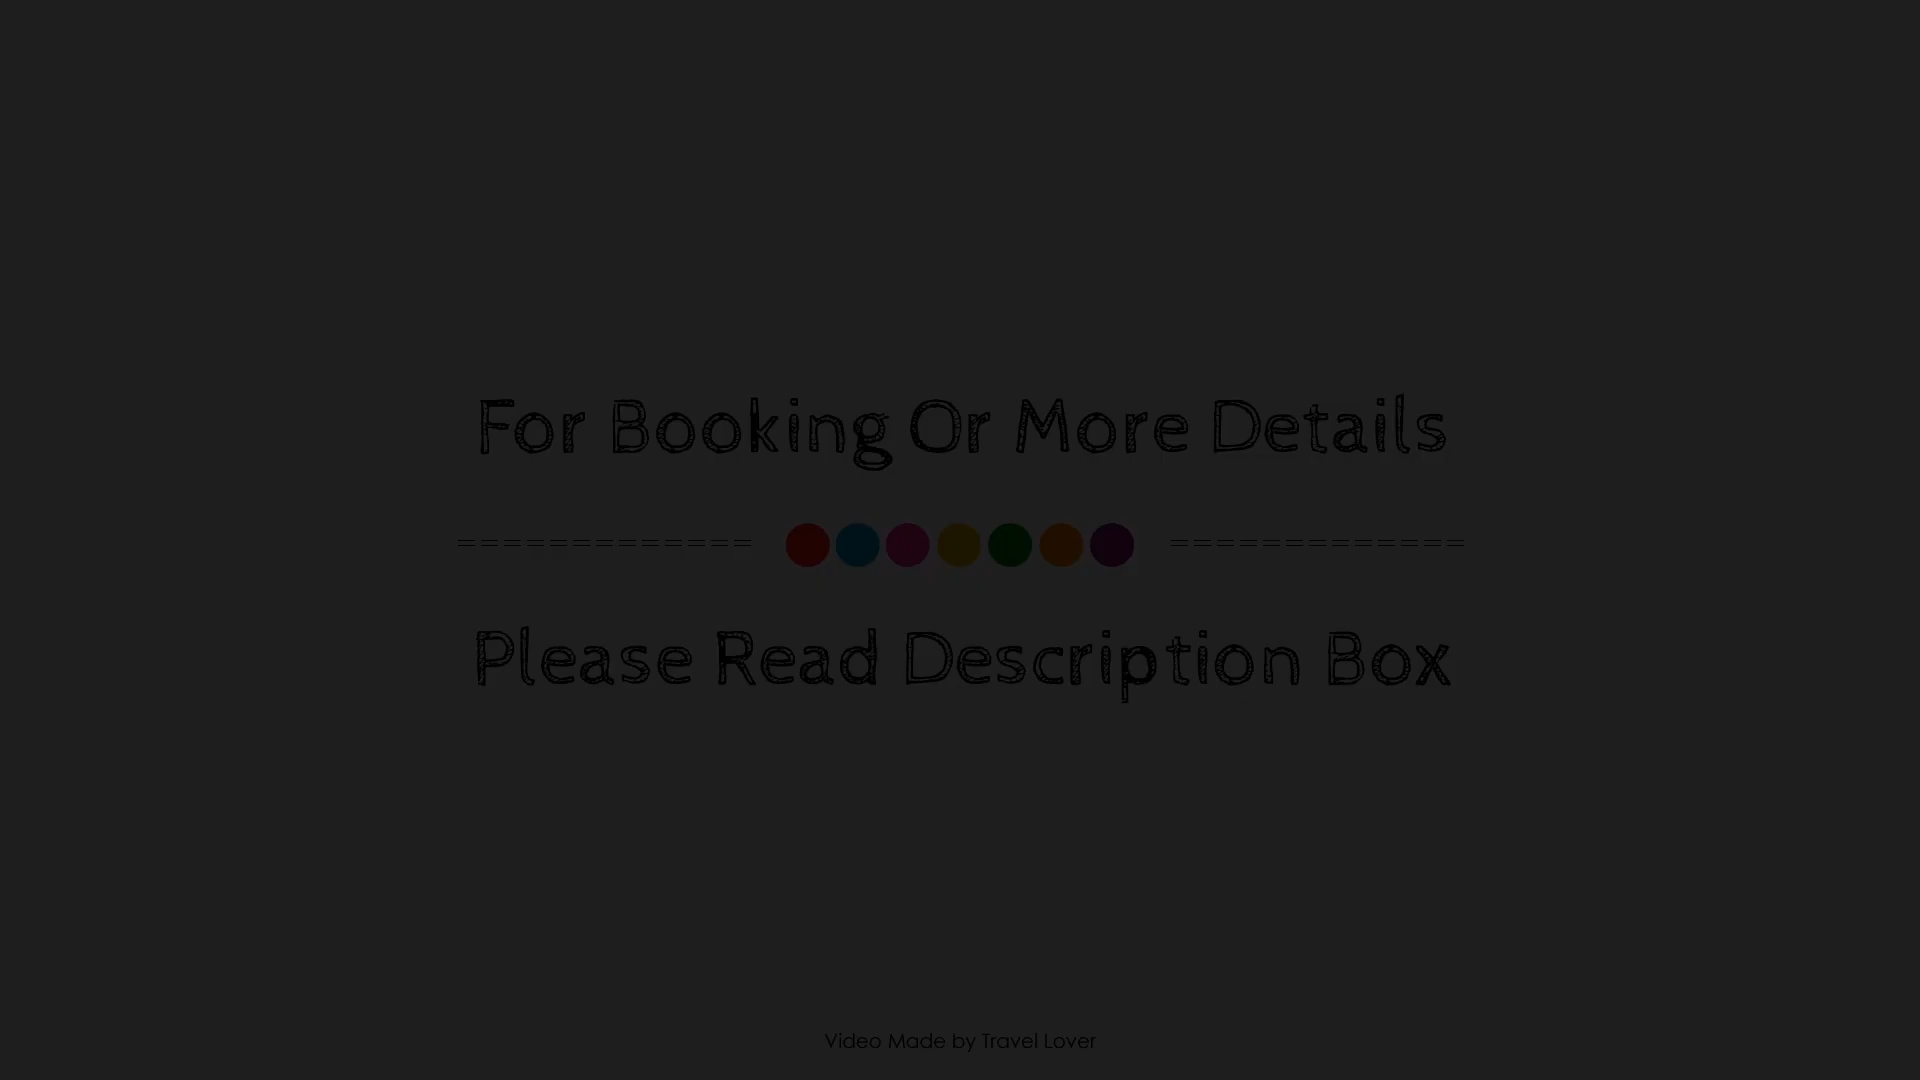 For Booking Or More Details
============= =============
Please Read Description Box
Video Made by Travel Lover